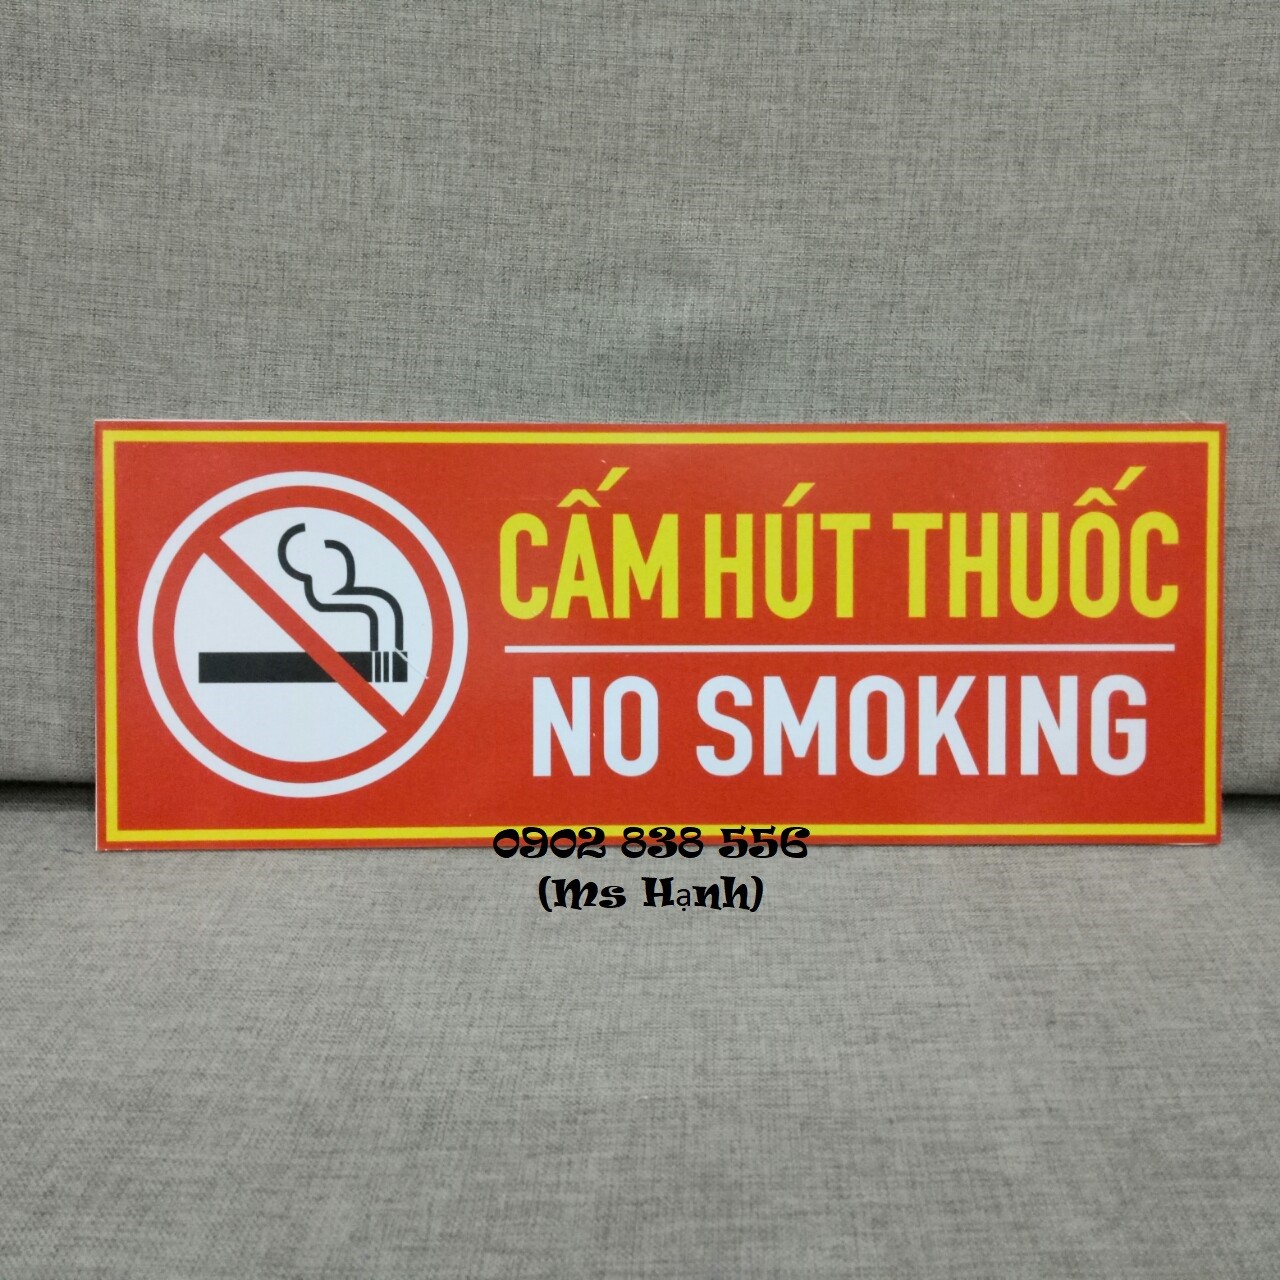 CẤM HÚT THUỐC
NO SMOKING
0902 838 556
(Ms Hạnh)